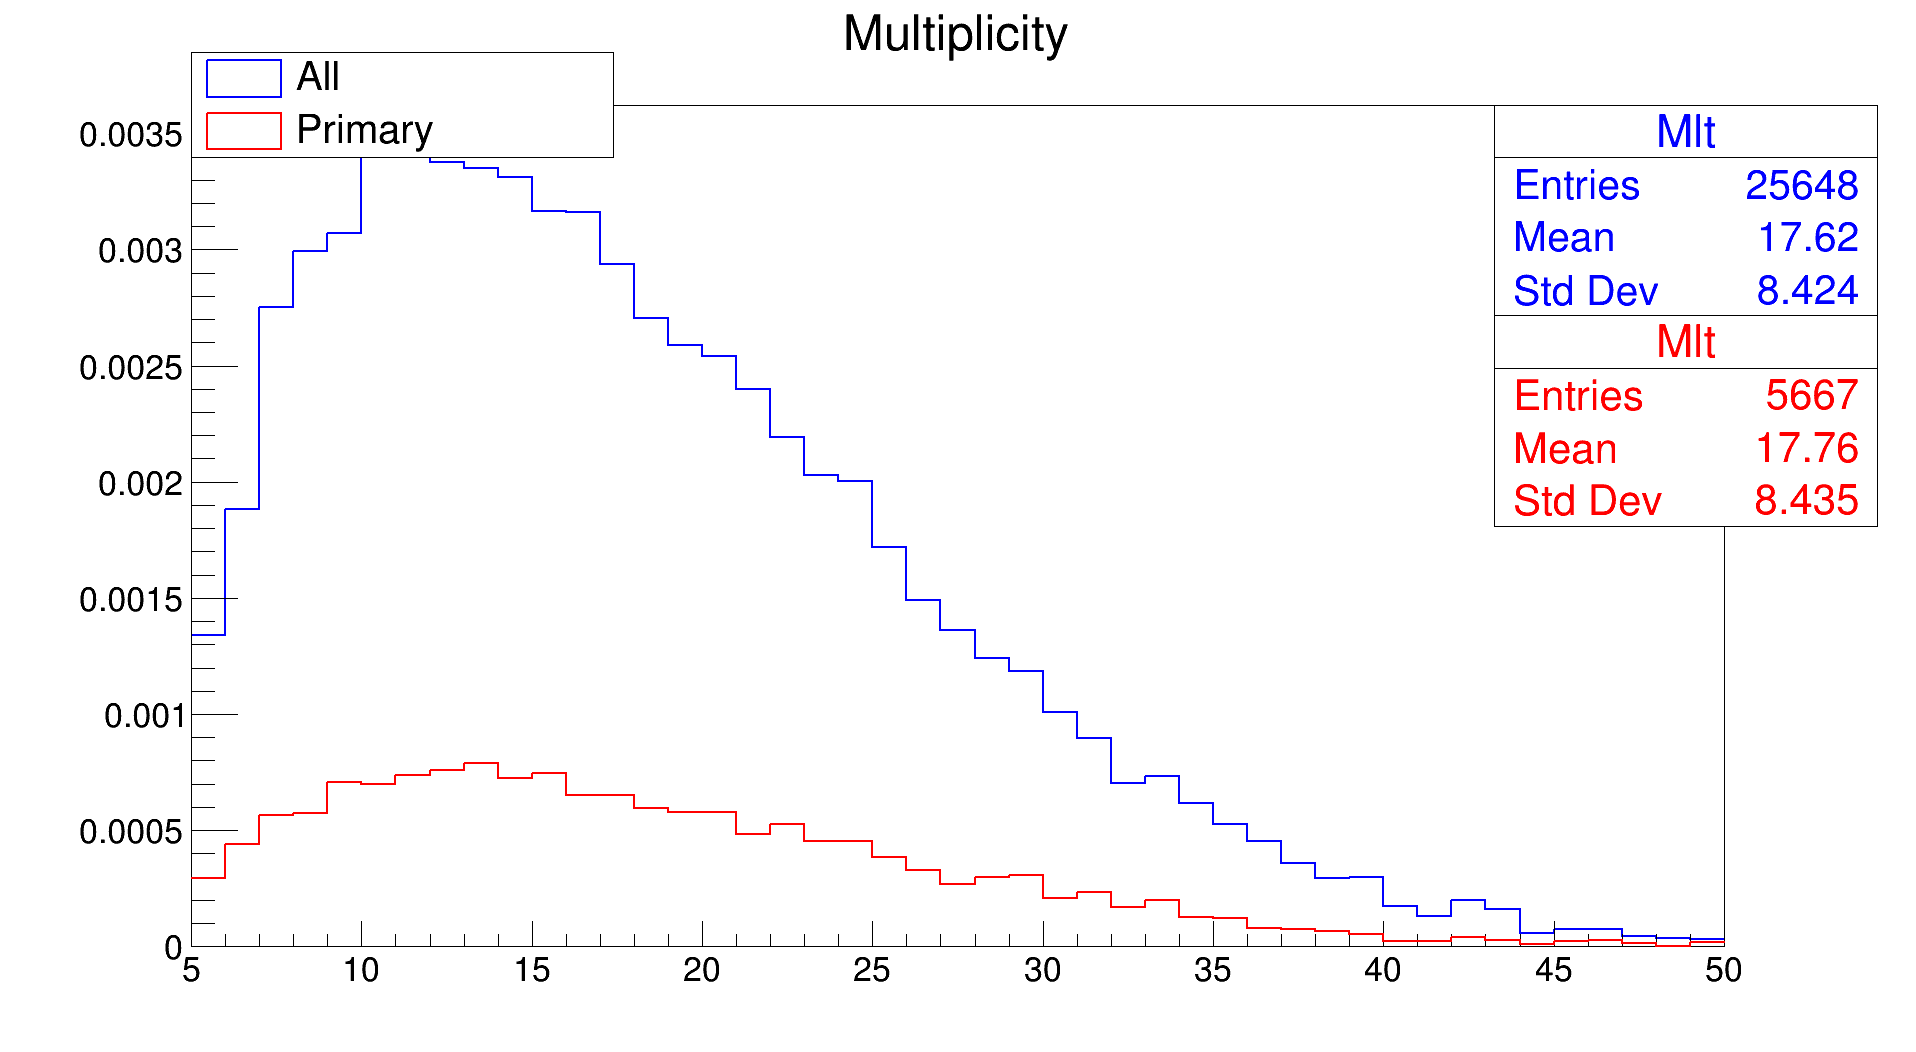 Multiplicity
All
Primary
Mlt
Entries 25648
Mean 17.62
Std Dev 8.424
Mlt
Entries 5667
Mean 17.76
Std Dev 8.435
0.0035
0.003
0.0025
0.002
0.0015
0.001
0.0005
0
5 10 15 20 25 30 35 40 45 50